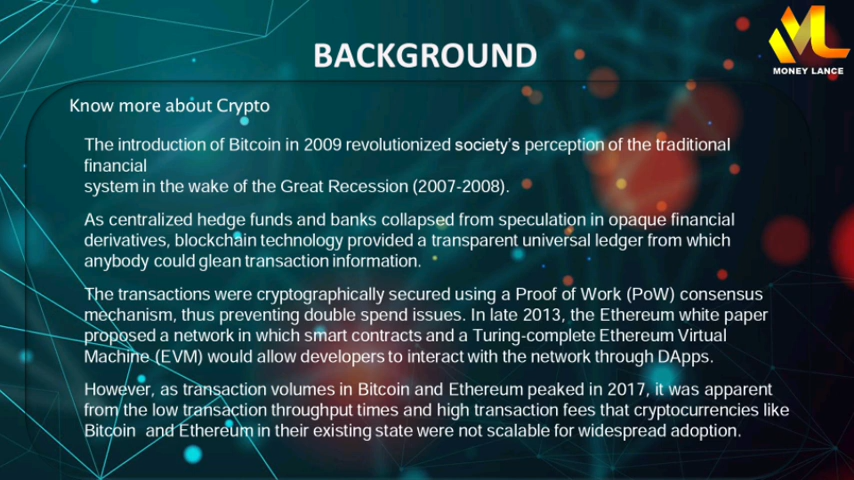 BACKGROUND
MONEY LANCE
Know more about Crypto
The introduction of Bitcoin in 2009 revolutionized society's perception of the traditional
financial
system in the wake of the Great Recession (2007-2008).
As centralized hedge funds and banks collapsed from speculation in opaque financial
derivatives, blockchain technology provided a transparent universal ledger from which
anybody could glean transaction information.
The transactions were cryptographically secured using a Proof of Work (PoW) consensus
mechanism, thus preventing double spend issues. In late 2013, the Ethereum white paper
proposed a network in which smart contracts and a Turing-complete Ethereum Virtual
Machine (EVM) would allow developers to interact with the network through DApps.
However, as transaction volumes in Bitcoin and Ethereum peaked in 2017, it was apparent
from the low transaction throughput times and high transaction fees that cryptocurrencies like
Bitcoin and Ethereum in their existing state were not scalable for widespread adoption.